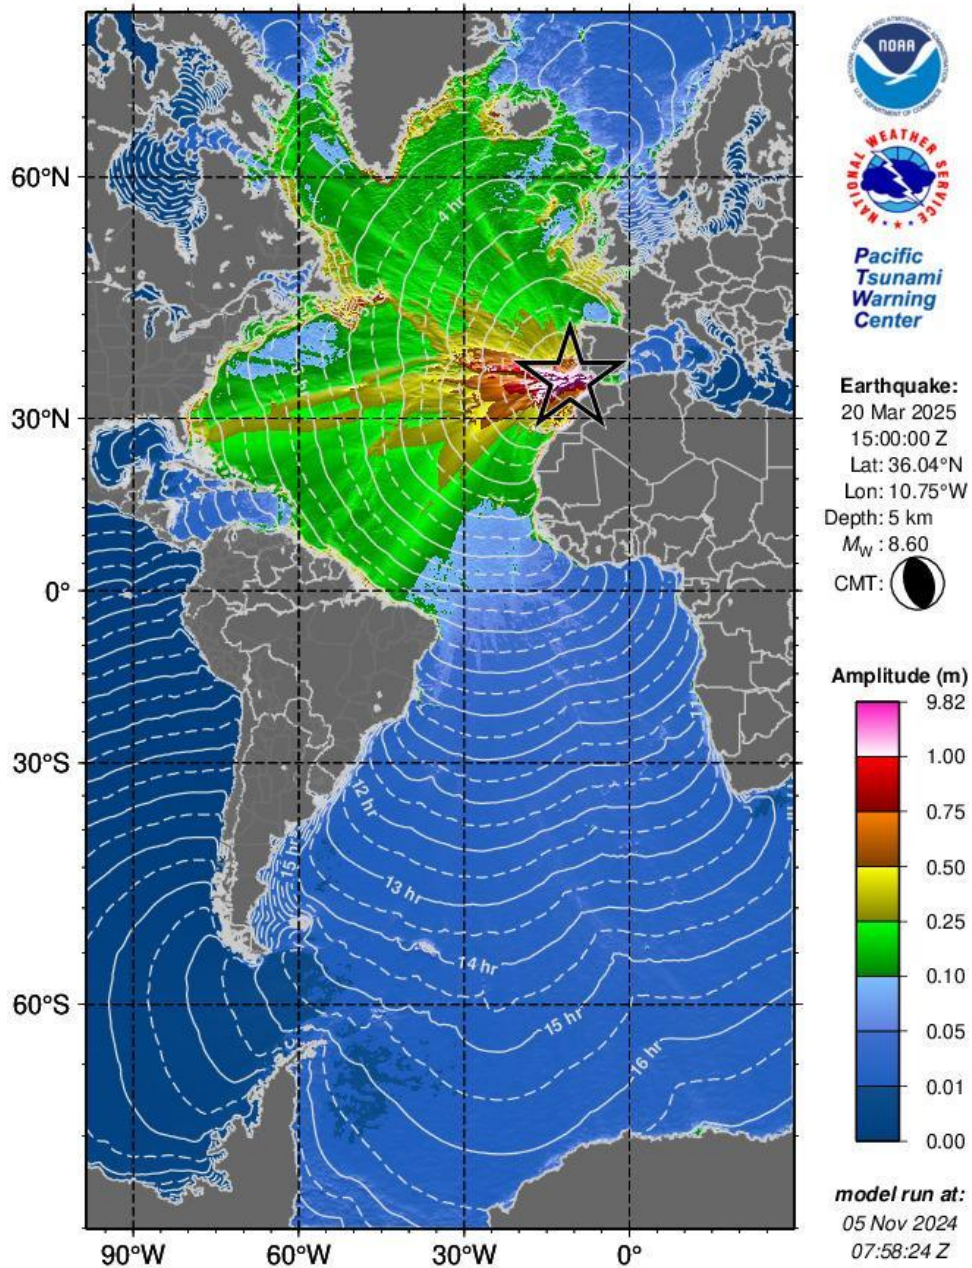 60°N
30°N
0°
30°S
60°S
90°W
60°W
30°W
0°
4 hr
12 hr
13 hr
14 hr
15 hr
15 hr
16 hr
NATIONAL OCEANIC AND ATMOSPHERIC ADMINISTRATION
NOAA
U.S. DEPARTMENT OF COMMERCE
NATIONAL WEATHER SERVICE
Pacific
Tsunami
Warning
Center
Earthquake:
20 Mar 2025
15:00:00 Z
Lat: 36.04°N
Lon: 10.75°W
Depth: 5 km
MW : 8.60
CMT:
Amplitude (m)
9.82
1.00
0.75
0.50
0.25
0.10
0.05
0.01
0.00
model run at:
05 Nov 2024
07:58:24 Z